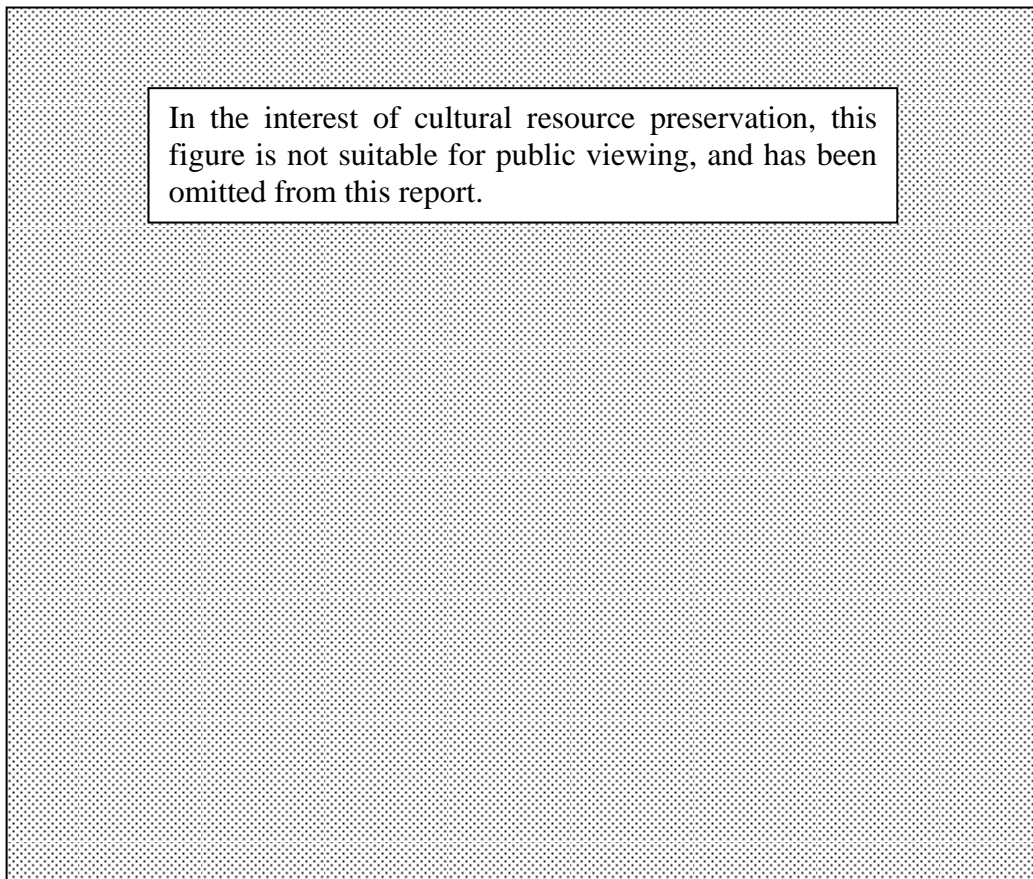 In the interest of cultural resource preservation, this
figure is not suitable for public viewing, and has been
omitted from this report.